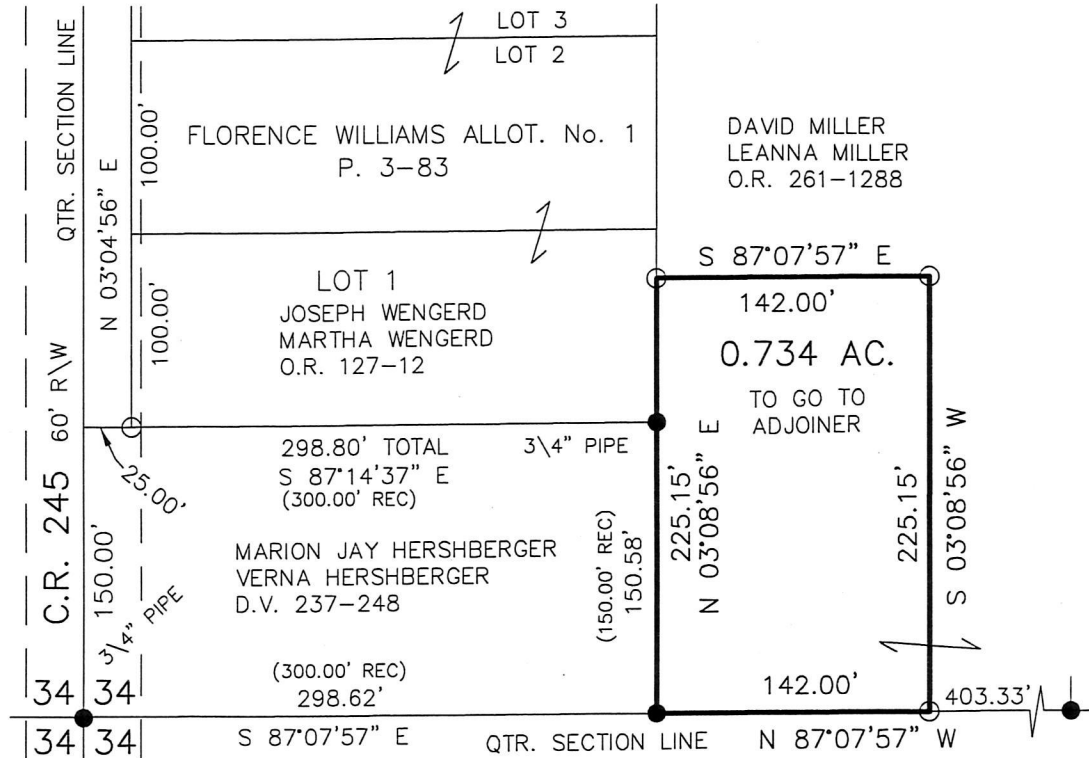 LOT 3
LOT 2
QTR. SECTION LINE
N 03°04'56" E
100.00'
FLORENCE WILLIAMS ALLOT. No. 1
P. 3-83
DAVID MILLER
LEANNA MILLER
O.R. 261-1288
100.00'
LOT 1
JOSEPH WENGERD
MARTHA WENGERD
O.R. 127-12
S 87°07'57" E
142.00'
0.734 AC.
TO GO TO
ADJOINER
C.R. 245 60' R\W
25.00'
298.80' TOTAL
S 87°14'37" E
(300.00' REC)
3\4" PIPE
N 03°08'56" E
225.15'
225.15'
S 03°08'56" W
150.00'
3/4" PIPE
MARION JAY HERSHBERGER
VERNA HERSHBERGER
D.V. 237-248
(150.00' REC)
150.58'
(300.00' REC)
298.62'
142.00'
403.33'
34 34
34 34
S 87°07'57" E
QTR. SECTION LINE
N 87°07'57" W